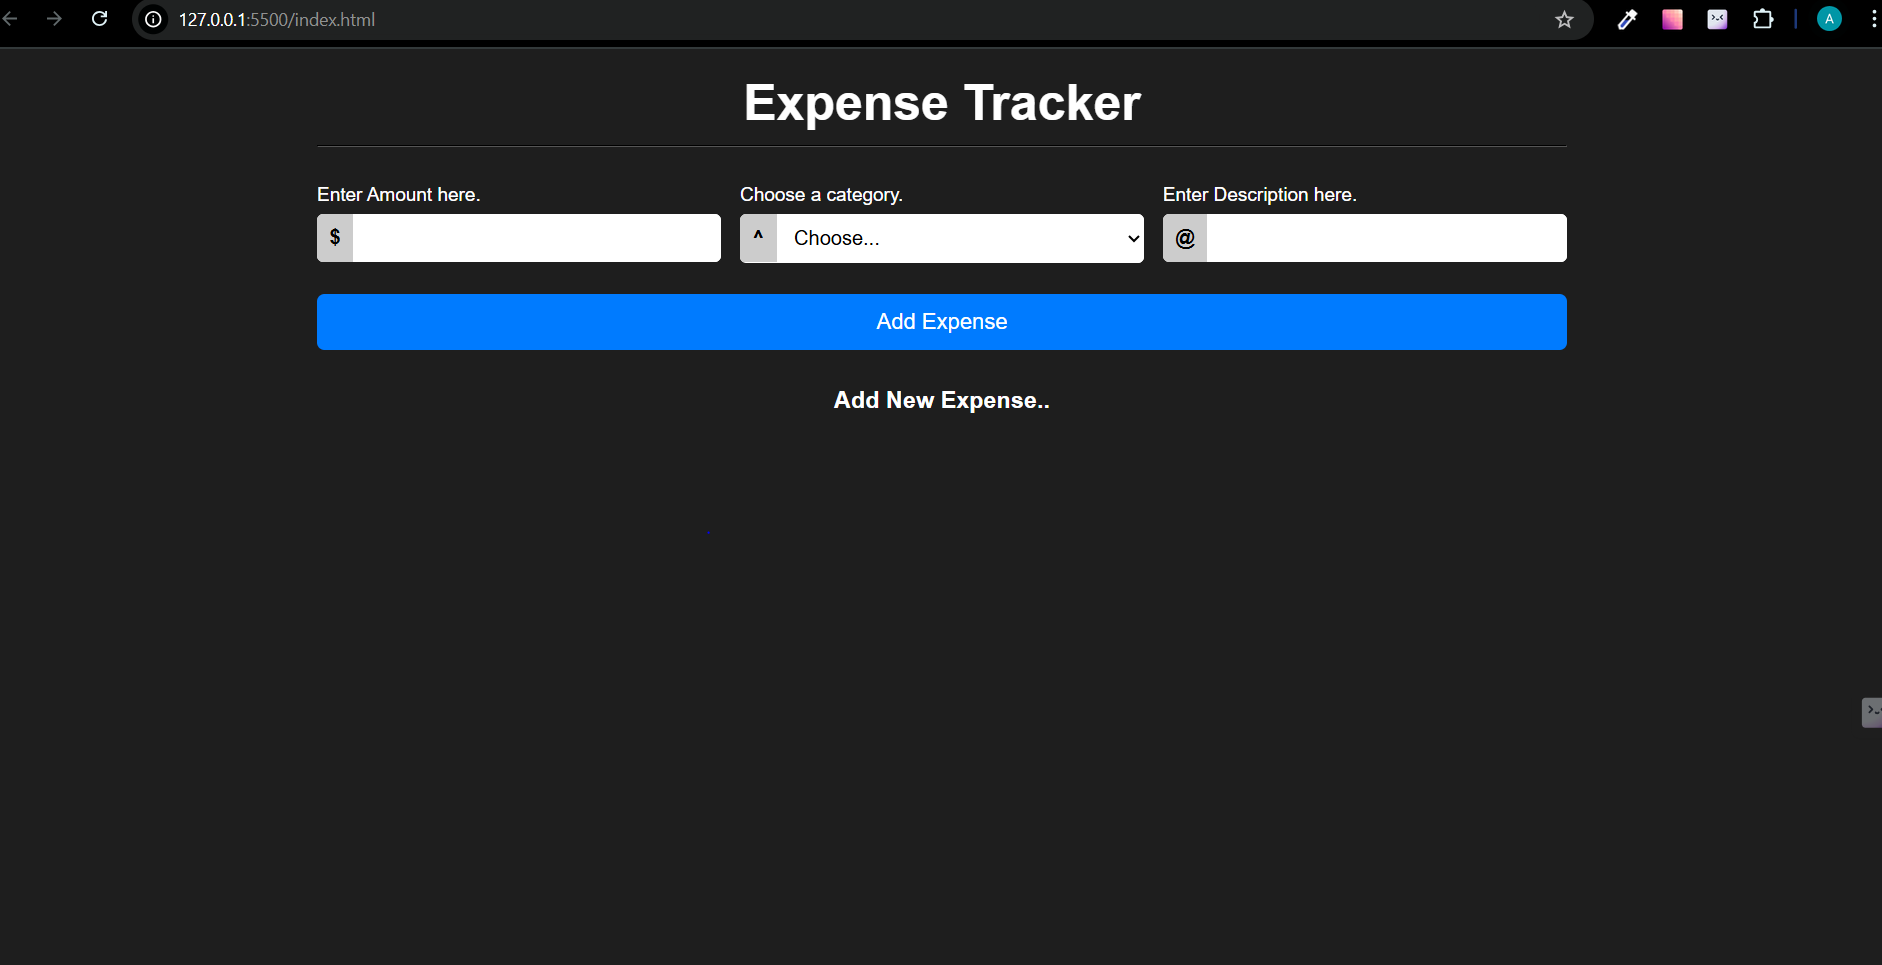 127.0.0.1:5500/index.html
A
Expense Tracker
Enter Amount here.
Choose a category.
Enter Description here.
$
^
Choose...
@
Add Expense
Add New Expense..